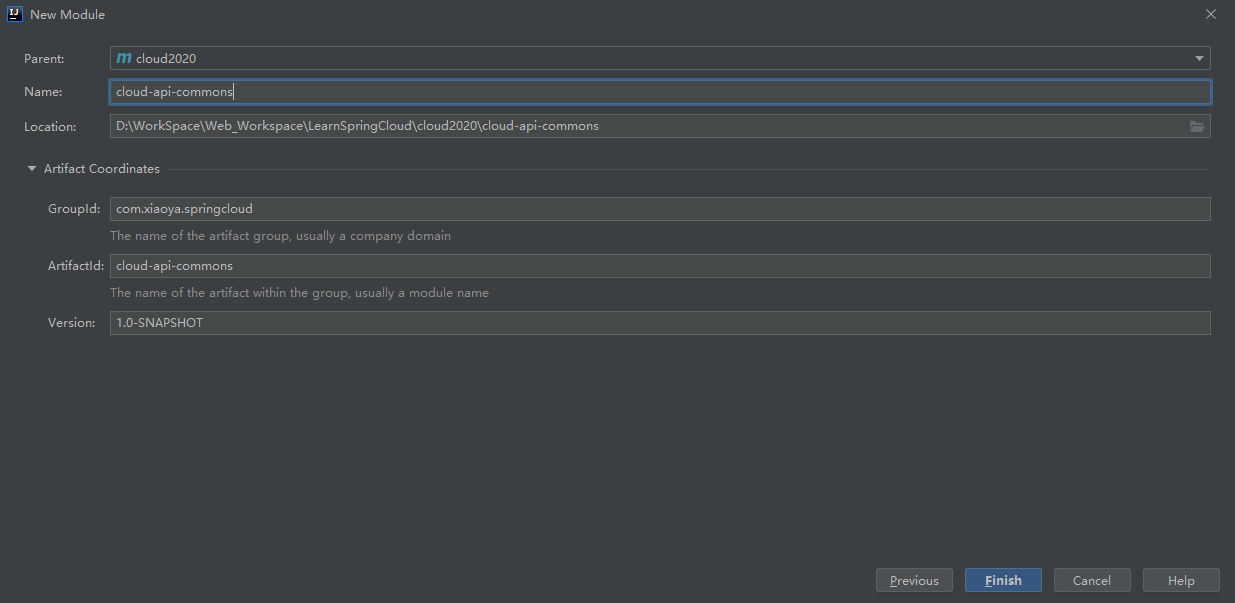 New Module
Parent: m cloud2020
Name: cloud-api-commons
Location: D:\WorkSpace\Web_Workspace\LearnSpringCloud\cloud2020\cloud-api-commons
Artifact Coordinates
GroupId: com.xiaoya.springcloud
The name of the artifact group, usually a company domain
ArtifactId: cloud-api-commons
The name of the artifact within the group, usually a module name
Version: 1.0-SNAPSHOT
Previous Finish Cancel Help